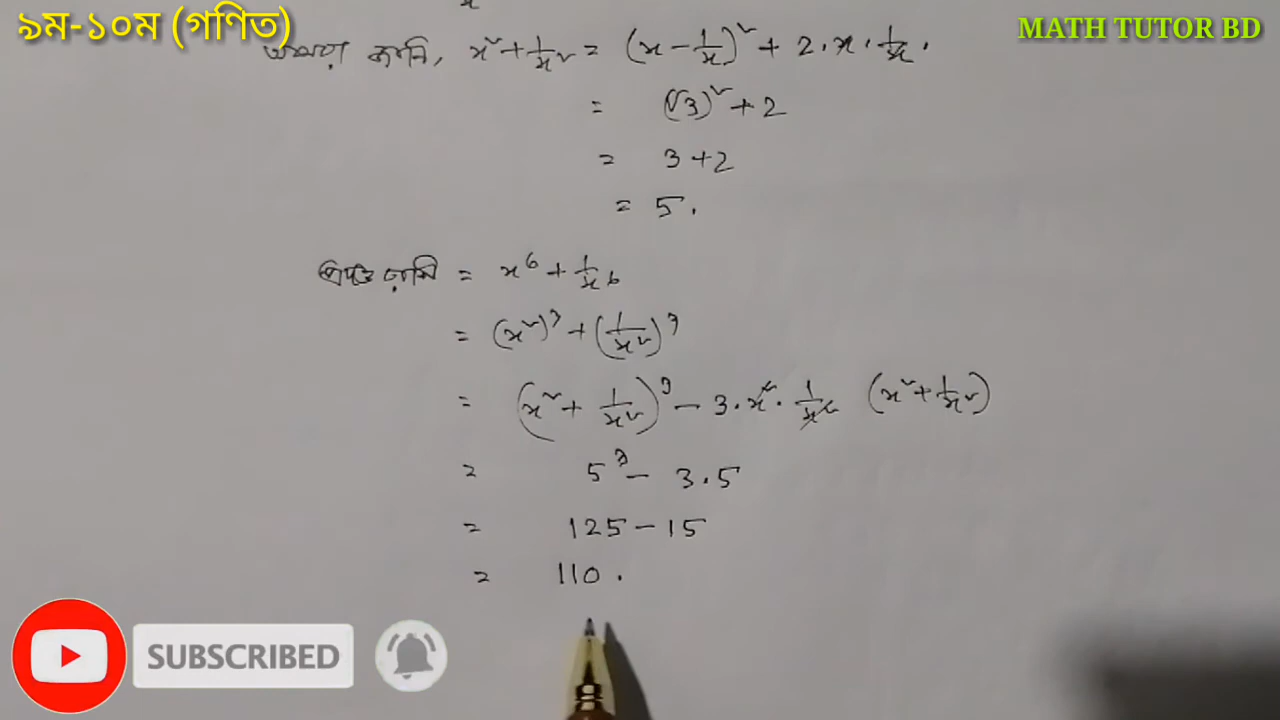 ৯ম-১০ম (গণিত)
MATH TUTOR BD
আমরা জানি, x² + 1/x² = (x - 1/x)² + 2·x·1/x.
= (√3)² + 2
= 3 + 2
= 5.
প্রদত্ত রাশি = x⁶ + 1/x⁶
= (x²)³ + (1/x²)³
= (x² + 1/x²)³ - 3·x²·1/x² (x² + 1/x²)
= 5³ - 3.5
= 125 - 15
= 110.
SUBSCRIBED